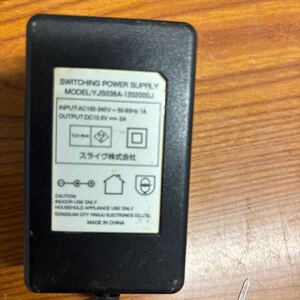 SWITCHING POWER SUPPLY
MODEL:YJS036A-1202000J
INPUT:AC100-240V~50-60Hz 1A
OUTPUT:DC12.0V⎓2A
スライヴ株式会社
CAUTION:
INDOOR USE ONLY
HOUSEHOLD APPLIANCE USE ONLY
DONGGUAN CITY YINGJU ELECTRONICS CO.,LTD.
MADE IN CHINA